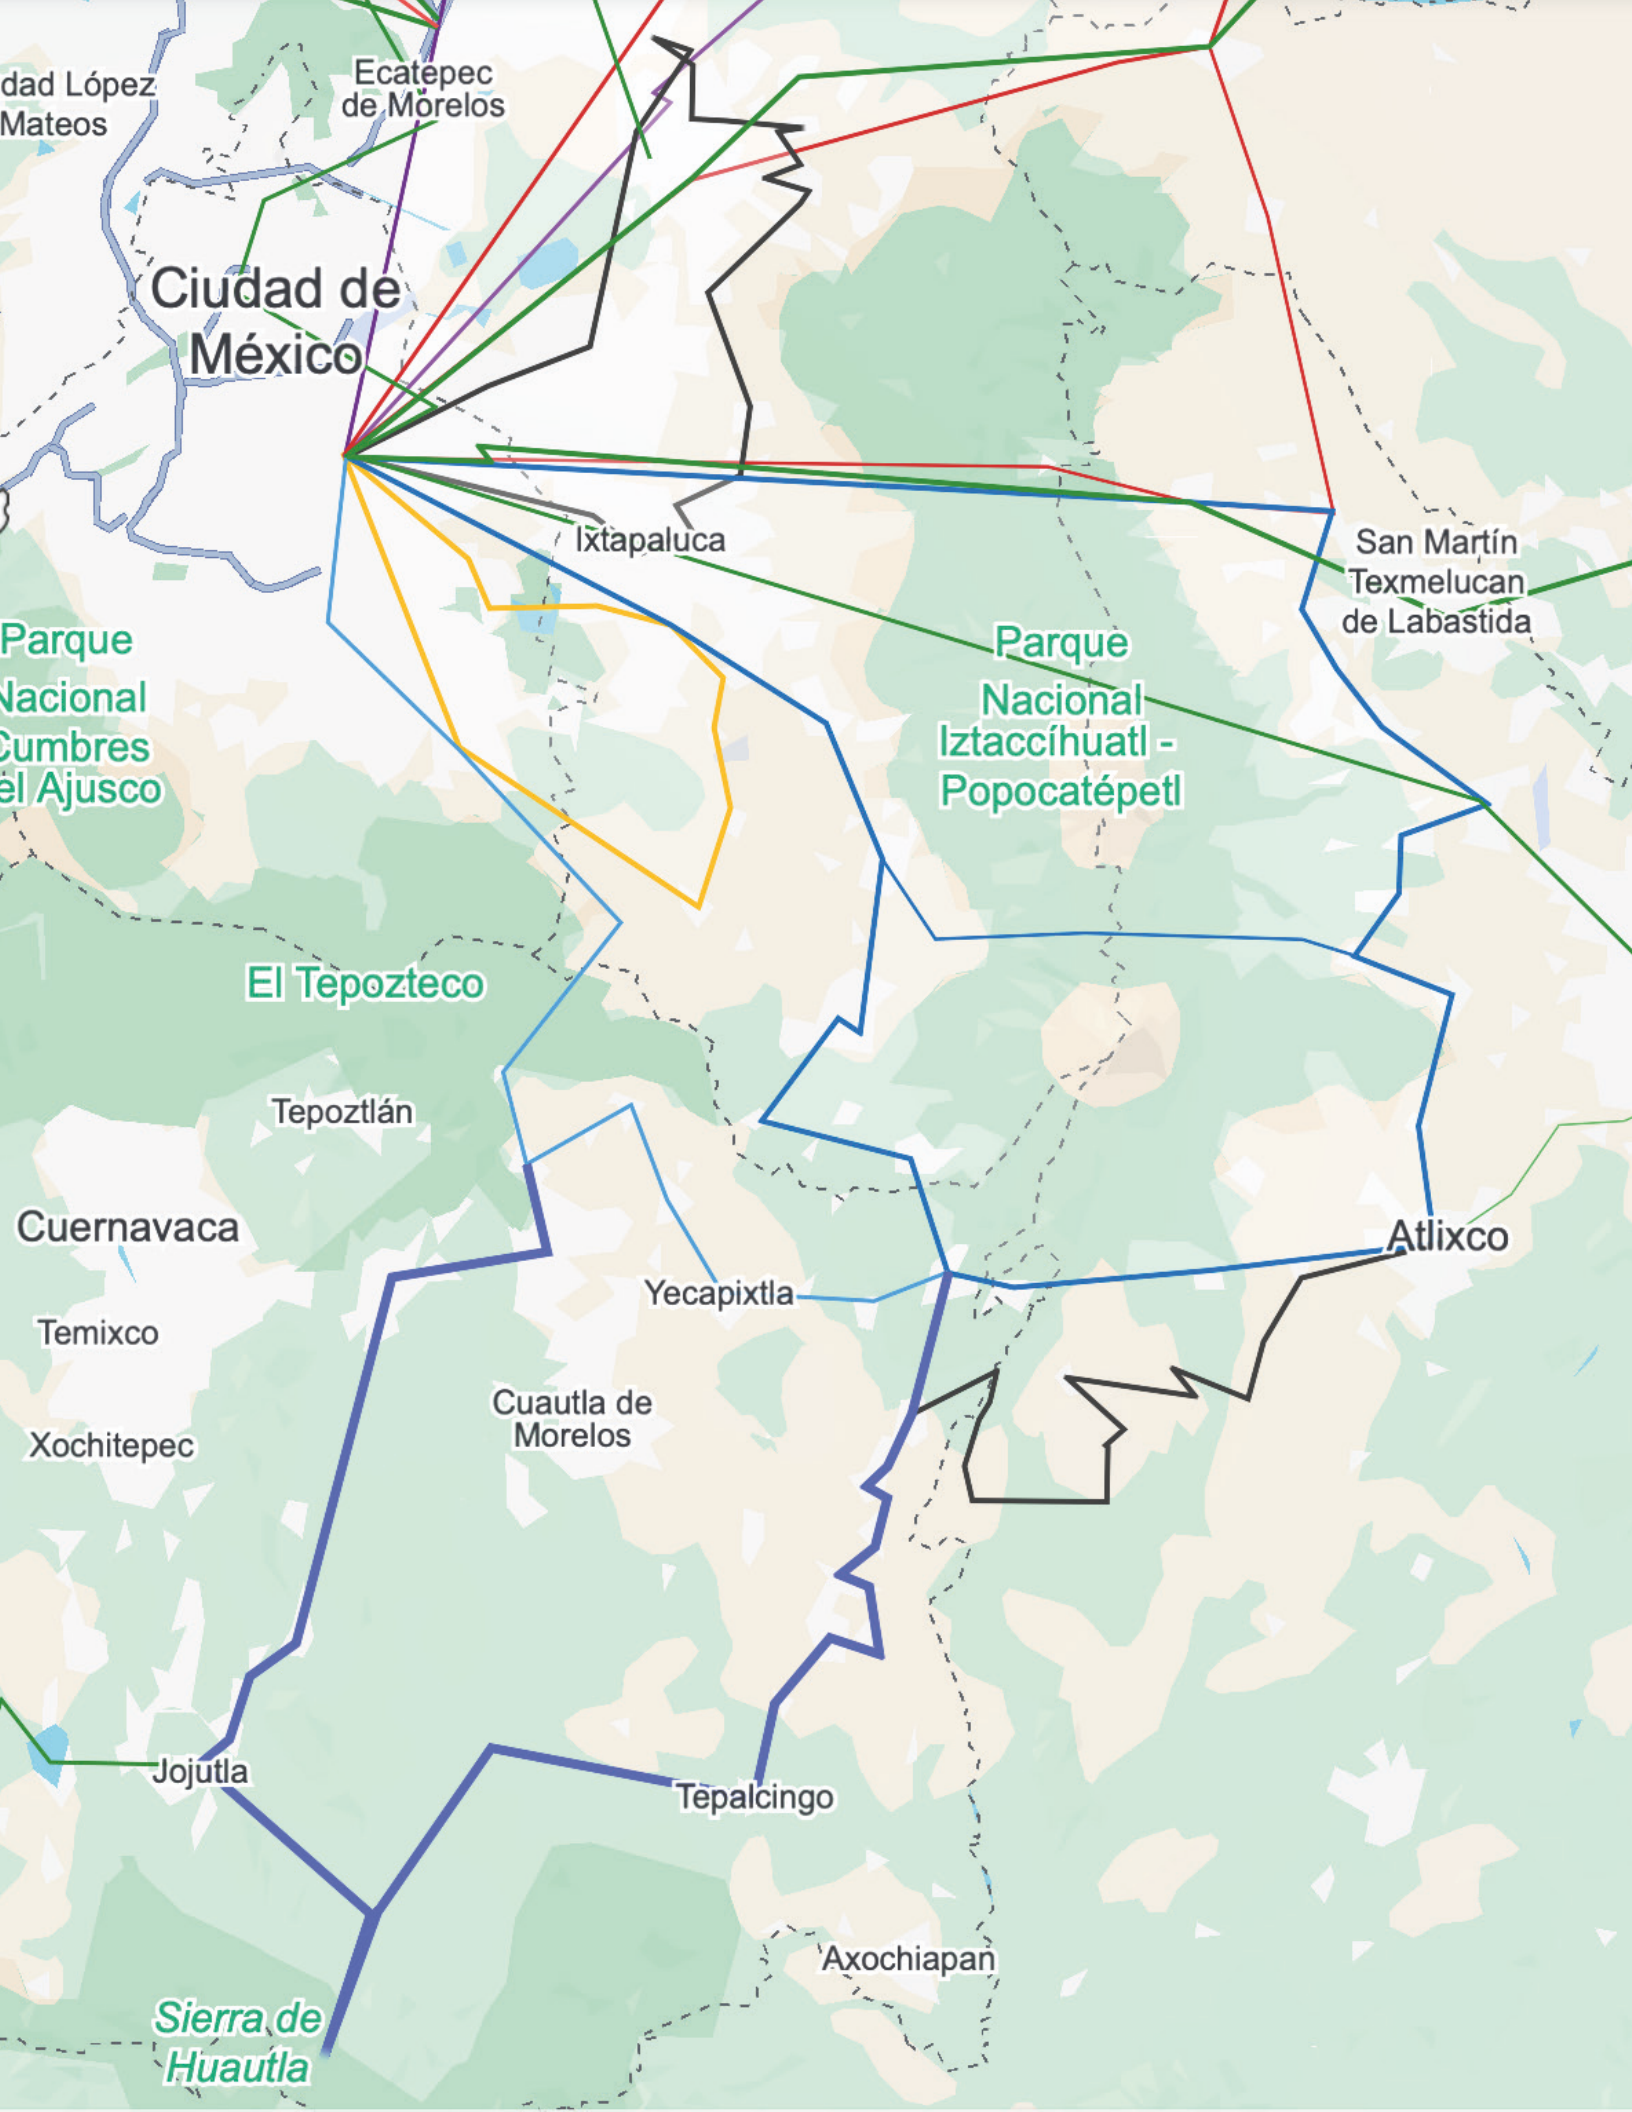 dad López
Mateos
Ecatepec
de Morelos
Ciudad de
México
Ixtapaluca
San Martín
Texmelucan
de Labastida
Parque
Nacional
Cumbres
el Ajusco
Parque
Nacional
Iztaccíhuatl -
Popocatépetl
El Tepozteco
Tepoztlán
Cuernavaca
Atlixco
Yecapixtla
Temixco
Cuautla de
Morelos
Xochitepec
Jojutla
Tepalcingo
Axochiapan
Sierra de
Huautla